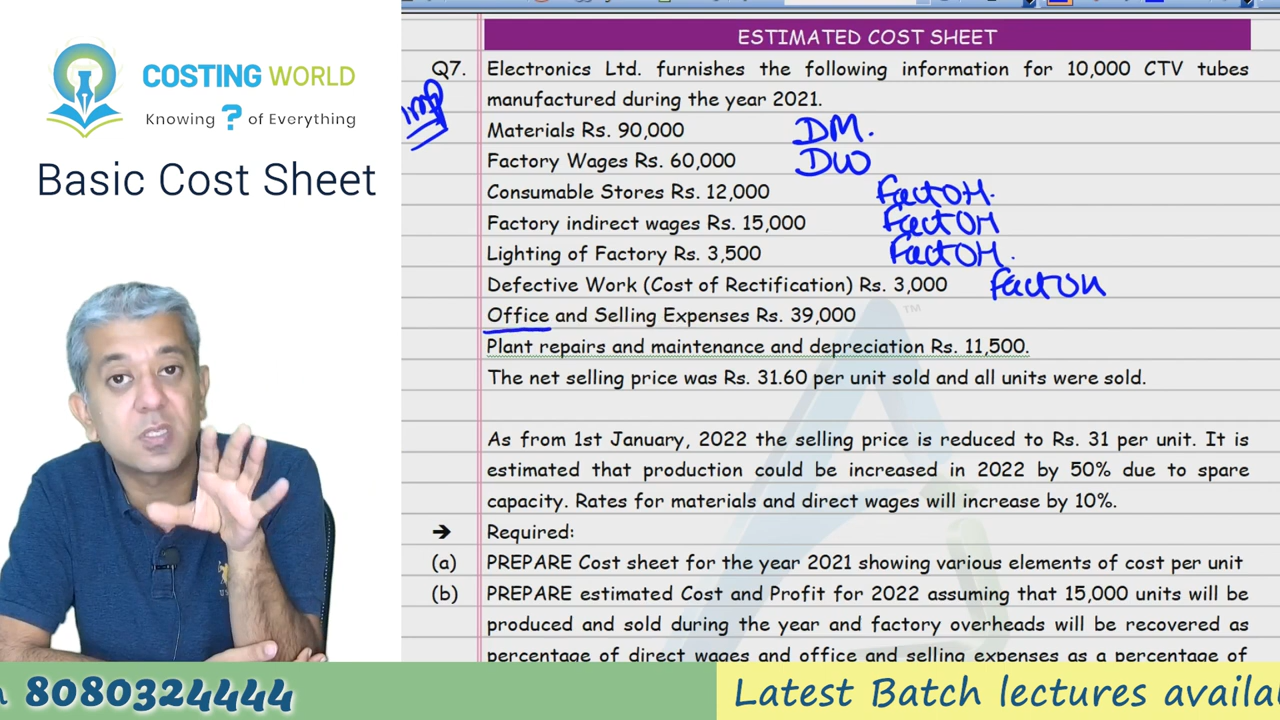 ESTIMATED COST SHEET
COSTING WORLD
Knowing ? of Everything
Basic Cost Sheet
Q7. Electronics Ltd. furnishes the following information for 10,000 CTV tubes
manufactured during the year 2021.
imp
Materials Rs. 90,000 DM.
Factory Wages Rs. 60,000 DW
Consumable Stores Rs. 12,000 FactOH.
Factory indirect wages Rs. 15,000 FactOH
Lighting of Factory Rs. 3,500 FactOH.
Defective Work (Cost of Rectification) Rs. 3,000 FactOH
Office and Selling Expenses Rs. 39,000
Plant repairs and maintenance and depreciation Rs. 11,500.
The net selling price was Rs. 31.60 per unit sold and all units were sold.
As from 1st January, 2022 the selling price is reduced to Rs. 31 per unit. It is
estimated that production could be increased in 2022 by 50% due to spare
capacity. Rates for materials and direct wages will increase by 10%.
➔ Required:
(a) PREPARE Cost sheet for the year 2021 showing various elements of cost per unit
(b) PREPARE estimated Cost and Profit for 2022 assuming that 15,000 units will be
produced and sold during the year and factory overheads will be recovered as
percentage of direct wages and office and selling expenses as a percentage of
8080324444
Latest Batch lectures availa